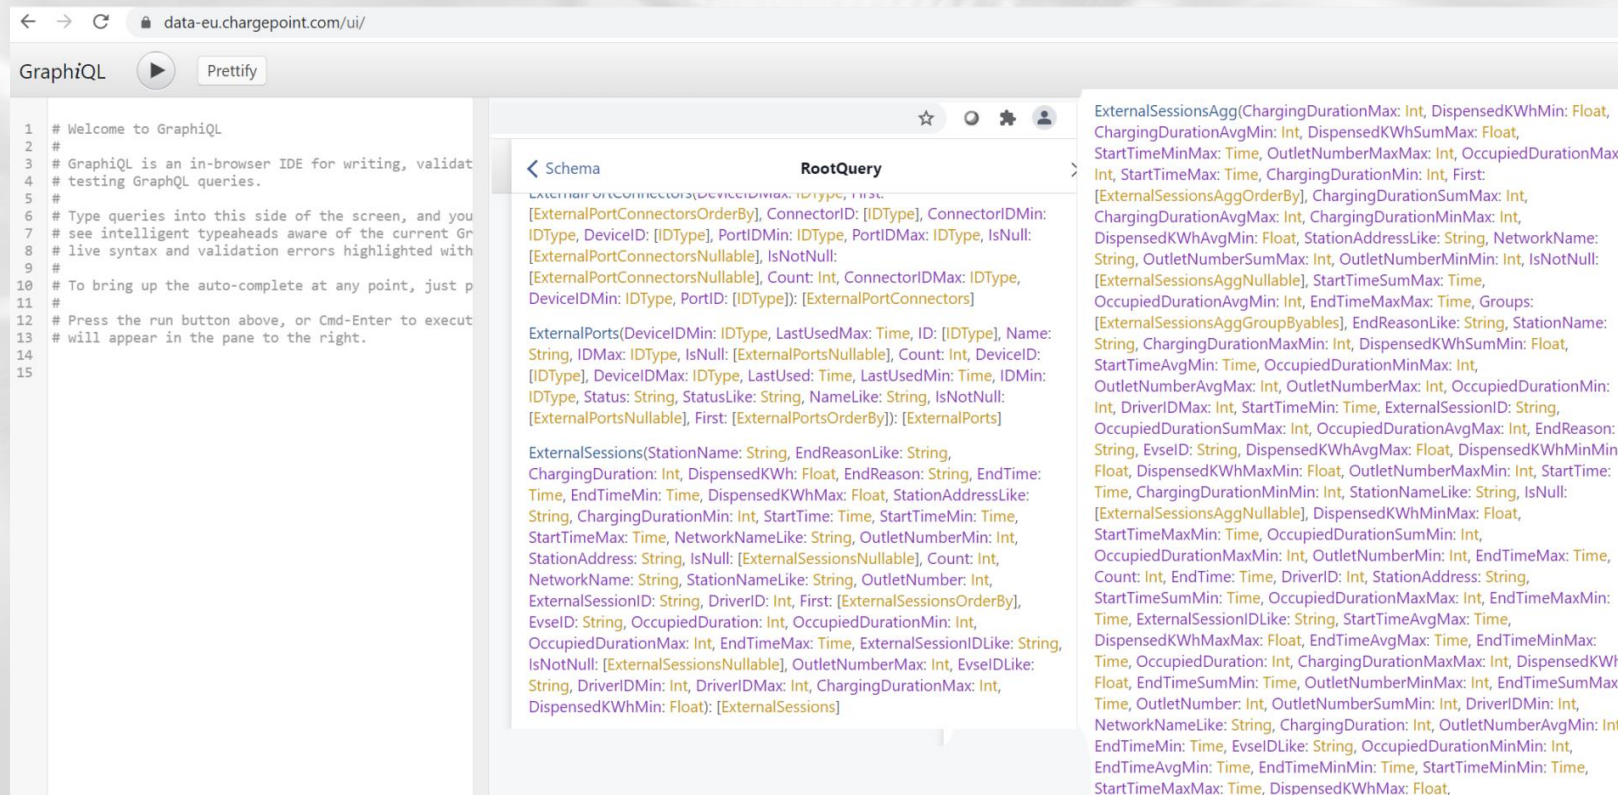 data-eu.chargepoint.com/ui/
GraphiQL
Prettify
1 # Welcome to GraphiQL
2 #
3 # GraphiQL is an in-browser IDE for writing, validat
4 # testing GraphQL queries.
5 #
6 # Type queries into this side of the screen, and you
7 # see intelligent typeaheads aware of the current Gr
8 # live syntax and validation errors highlighted with
9 #
10 # To bring up the auto-complete at any point, just p
11 #
12 # Press the run button above, or Cmd-Enter to execut
13 # will appear in the pane to the right.
14
15
Schema
RootQuery
ExternalPortConnectors(DeviceIDMax: IDType, First:
[ExternalPortConnectorsOrderBy], ConnectorID: [IDType], ConnectorIDMin:
IDType, DeviceID: [IDType], PortIDMin: IDType, PortIDMax: IDType, IsNull:
[ExternalPortConnectorsNullable], IsNotNull:
[ExternalPortConnectorsNullable], Count: Int, ConnectorIDMax: IDType,
DeviceIDMin: IDType, PortID: [IDType]): [ExternalPortConnectors]
ExternalPorts(DeviceIDMin: IDType, LastUsedMax: Time, ID: [IDType], Name:
String, IDMax: IDType, IsNull: [ExternalPortsNullable], Count: Int, DeviceID:
[IDType], DeviceIDMax: IDType, LastUsed: Time, LastUsedMin: Time, IDMin:
IDType, Status: String, StatusLike: String, NameLike: String, IsNotNull:
[ExternalPortsNullable], First: [ExternalPortsOrderBy]): [ExternalPorts]
ExternalSessions(StationName: String, EndReasonLike: String,
ChargingDuration: Int, DispensedKWh: Float, EndReason: String, EndTime:
Time, EndTimeMin: Time, DispensedKWhMax: Float, StationAddressLike:
String, ChargingDurationMin: Int, StartTime: Time, StartTimeMin: Time,
StartTimeMax: Time, NetworkNameLike: String, OutletNumberMin: Int,
StationAddress: String, IsNull: [ExternalSessionsNullable], Count: Int,
NetworkName: String, StationNameLike: String, OutletNumber: Int,
ExternalSessionID: String, DriverID: Int, First: [ExternalSessionsOrderBy],
EvseID: String, OccupiedDuration: Int, OccupiedDurationMin: Int,
OccupiedDurationMax: Int, EndTimeMax: Time, ExternalSessionIDLike: String,
IsNotNull: [ExternalSessionsNullable], OutletNumberMax: Int, EvseIDLike:
String, DriverIDMin: Int, DriverIDMax: Int, ChargingDurationMax: Int,
DispensedKWhMin: Float): [ExternalSessions]
ExternalSessionsAgg(ChargingDurationMax: Int, DispensedKWhMin: Float,
ChargingDurationAvgMin: Int, DispensedKWhSumMax: Float,
StartTimeMinMax: Time, OutletNumberMaxMax: Int, OccupiedDurationMax
Int, StartTimeMax: Time, ChargingDurationMin: Int, First:
[ExternalSessionsAggOrderBy], ChargingDurationSumMax: Int,
ChargingDurationAvgMax: Int, ChargingDurationMinMax: Int,
DispensedKWhAvgMin: Float, StationAddressLike: String, NetworkName:
String, OutletNumberSumMax: Int, OutletNumberMinMin: Int, IsNotNull:
[ExternalSessionsAggNullable], StartTimeSumMax: Time,
OccupiedDurationAvgMin: Int, EndTimeMaxMax: Time, Groups:
[ExternalSessionsAggGroupByables], EndReasonLike: String, StationName:
String, ChargingDurationMaxMin: Int, DispensedKWhSumMin: Float,
StartTimeAvgMin: Time, OccupiedDurationMinMax: Int,
OutletNumberAvgMax: Int, OutletNumberMax: Int, OccupiedDurationMin:
Int, DriverIDMax: Int, StartTimeMin: Time, ExternalSessionID: String,
OccupiedDurationSumMax: Int, OccupiedDurationAvgMax: Int, EndReason:
String, EvseID: String, DispensedKWhAvgMax: Float, DispensedKWhMinMin
Float, DispensedKWhMaxMin: Float, OutletNumberMaxMin: Int, StartTime:
Time, ChargingDurationMinMin: Int, StationNameLike: String, IsNull:
[ExternalSessionsAggNullable], DispensedKWhMinMax: Float,
StartTimeMaxMin: Time, OccupiedDurationSumMin: Int,
OccupiedDurationMaxMin: Int, OutletNumberMin: Int, EndTimeMax: Time,
Count: Int, EndTime: Time, DriverID: Int, StationAddress: String,
StartTimeSumMin: Time, OccupiedDurationMaxMax: Int, EndTimeMaxMin:
Time, ExternalSessionIDLike: String, StartTimeAvgMax: Time,
DispensedKWhMaxMax: Float, EndTimeAvgMax: Time, EndTimeMinMax:
Time, OccupiedDuration: Int, ChargingDurationMaxMax: Int, DispensedKWh
Float, EndTimeSumMin: Time, OutletNumberMinMax: Int, EndTimeSumMax
Time, OutletNumber: Int, OutletNumberSumMin: Int, DriverIDMin: Int,
NetworkNameLike: String, ChargingDuration: Int, OutletNumberAvgMin: Int
EndTimeMin: Time, EvseIDLike: String, OccupiedDurationMinMin: Int,
EndTimeAvgMin: Time, EndTimeMinMin: Time, StartTimeMinMin: Time,
StartTimeMaxMax: Time, DispensedKWhMax: Float,